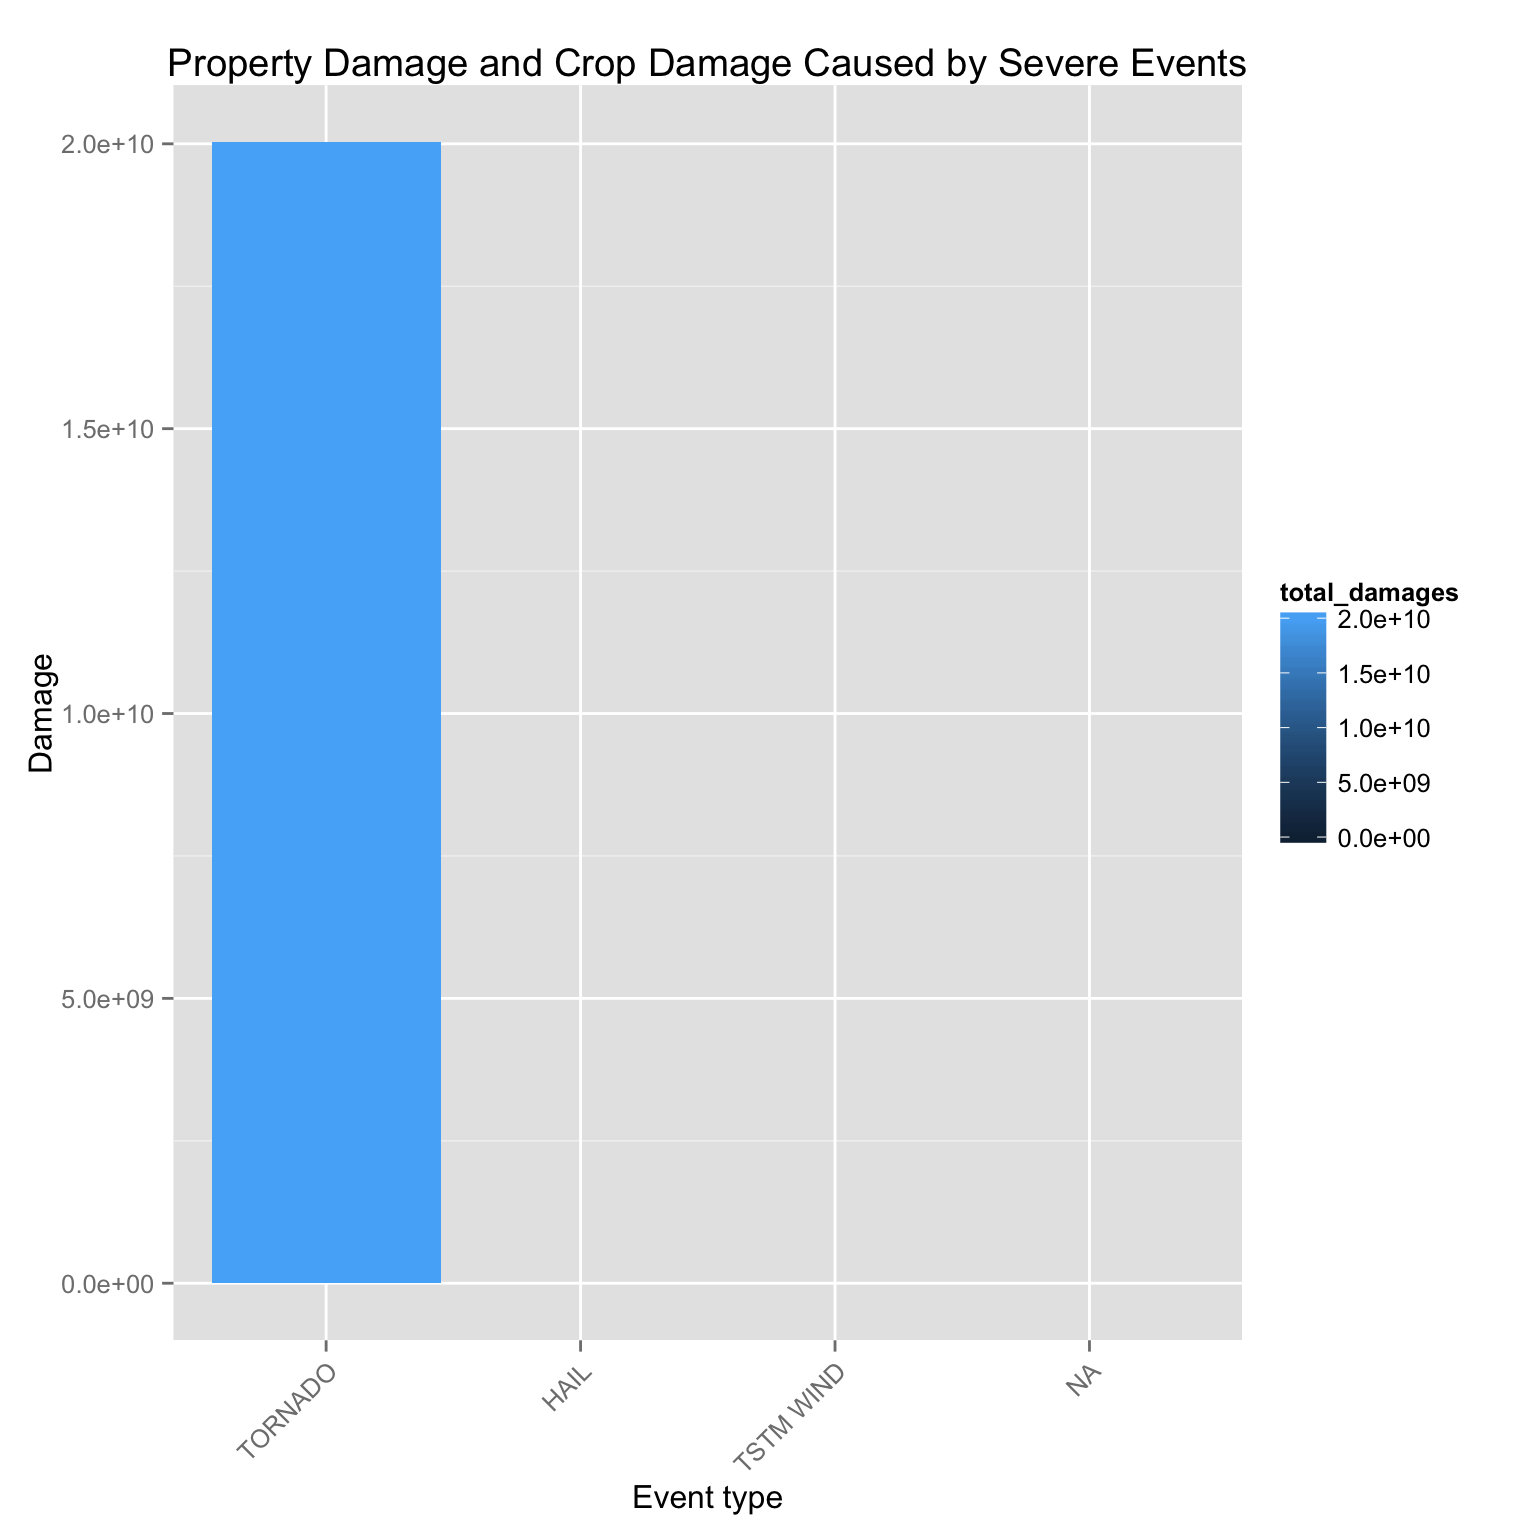 Property Damage and Crop Damage Caused by Severe Events
2.0e+10
1.5e+10
1.0e+10
5.0e+09
0.0e+00
Damage
TORNADO
HAIL
TSTM WIND
NA
Event type
total_damages
2.0e+10
1.5e+10
1.0e+10
5.0e+09
0.0e+00